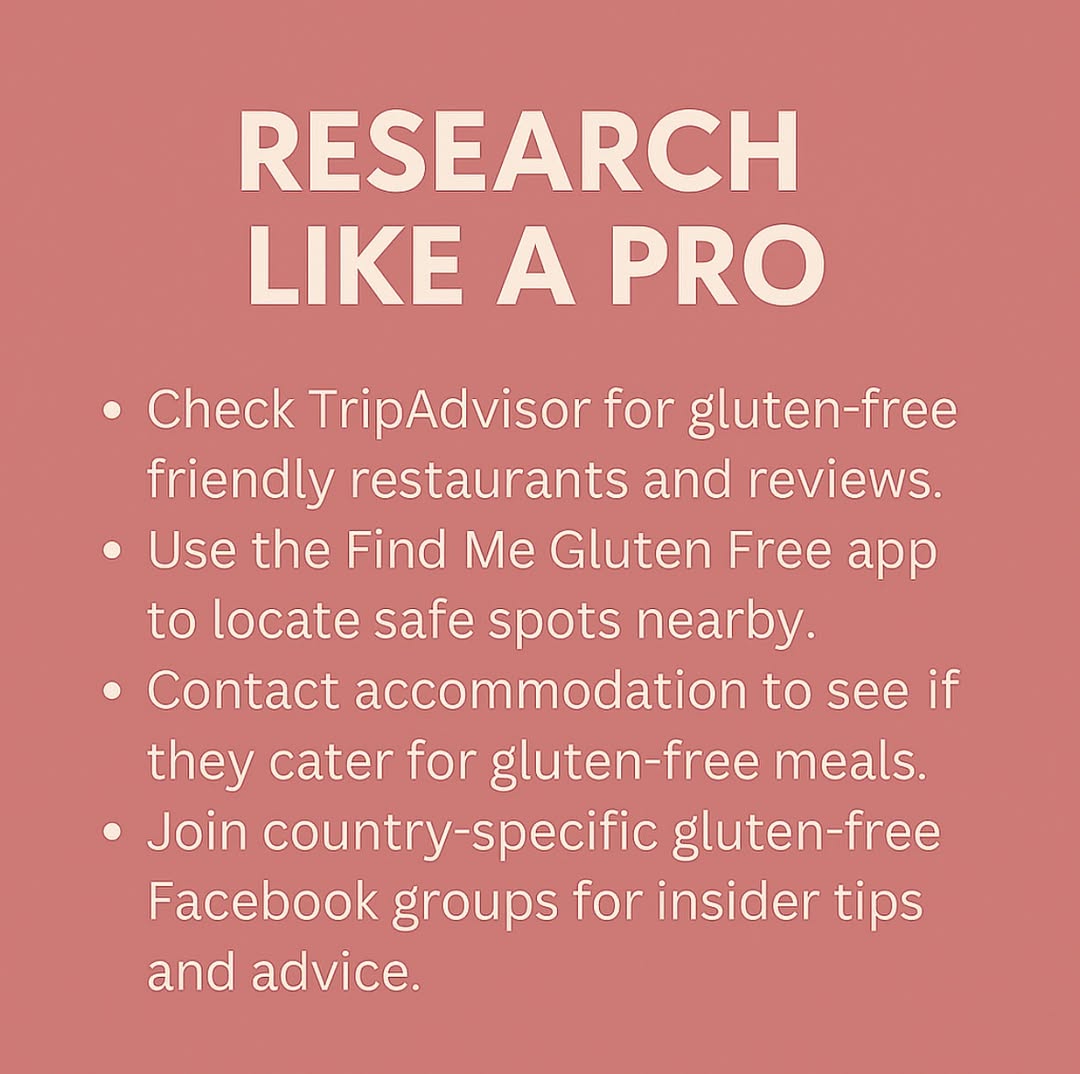 RESEARCH
LIKE A PRO
• Check TripAdvisor for gluten-free
friendly restaurants and reviews.
• Use the Find Me Gluten Free app
to locate safe spots nearby.
• Contact accommodation to see if
they cater for gluten-free meals.
• Join country-specific gluten-free
Facebook groups for insider tips
and advice.